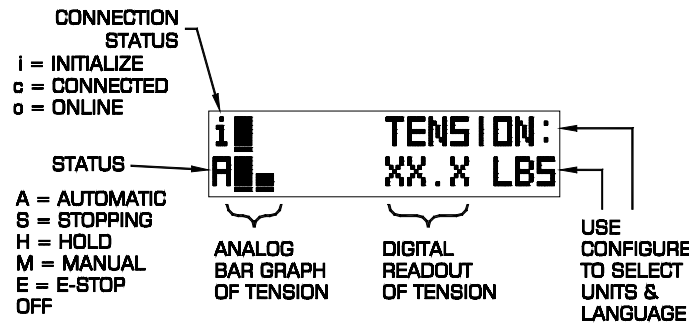 CONNECTION
STATUS
i = INITIALIZE
c = CONNECTED
o = ONLINE
i TENSION:
STATUS
A XX.X LBS
A = AUTOMATIC
S = STOPPING
H = HOLD
M = MANUAL
E = E-STOP
OFF
ANALOG
BAR GRAPH
OF TENSION
DIGITAL
READOUT
OF TENSION
USE
CONFIGURE
TO SELECT
UNITS &
LANGUAGE